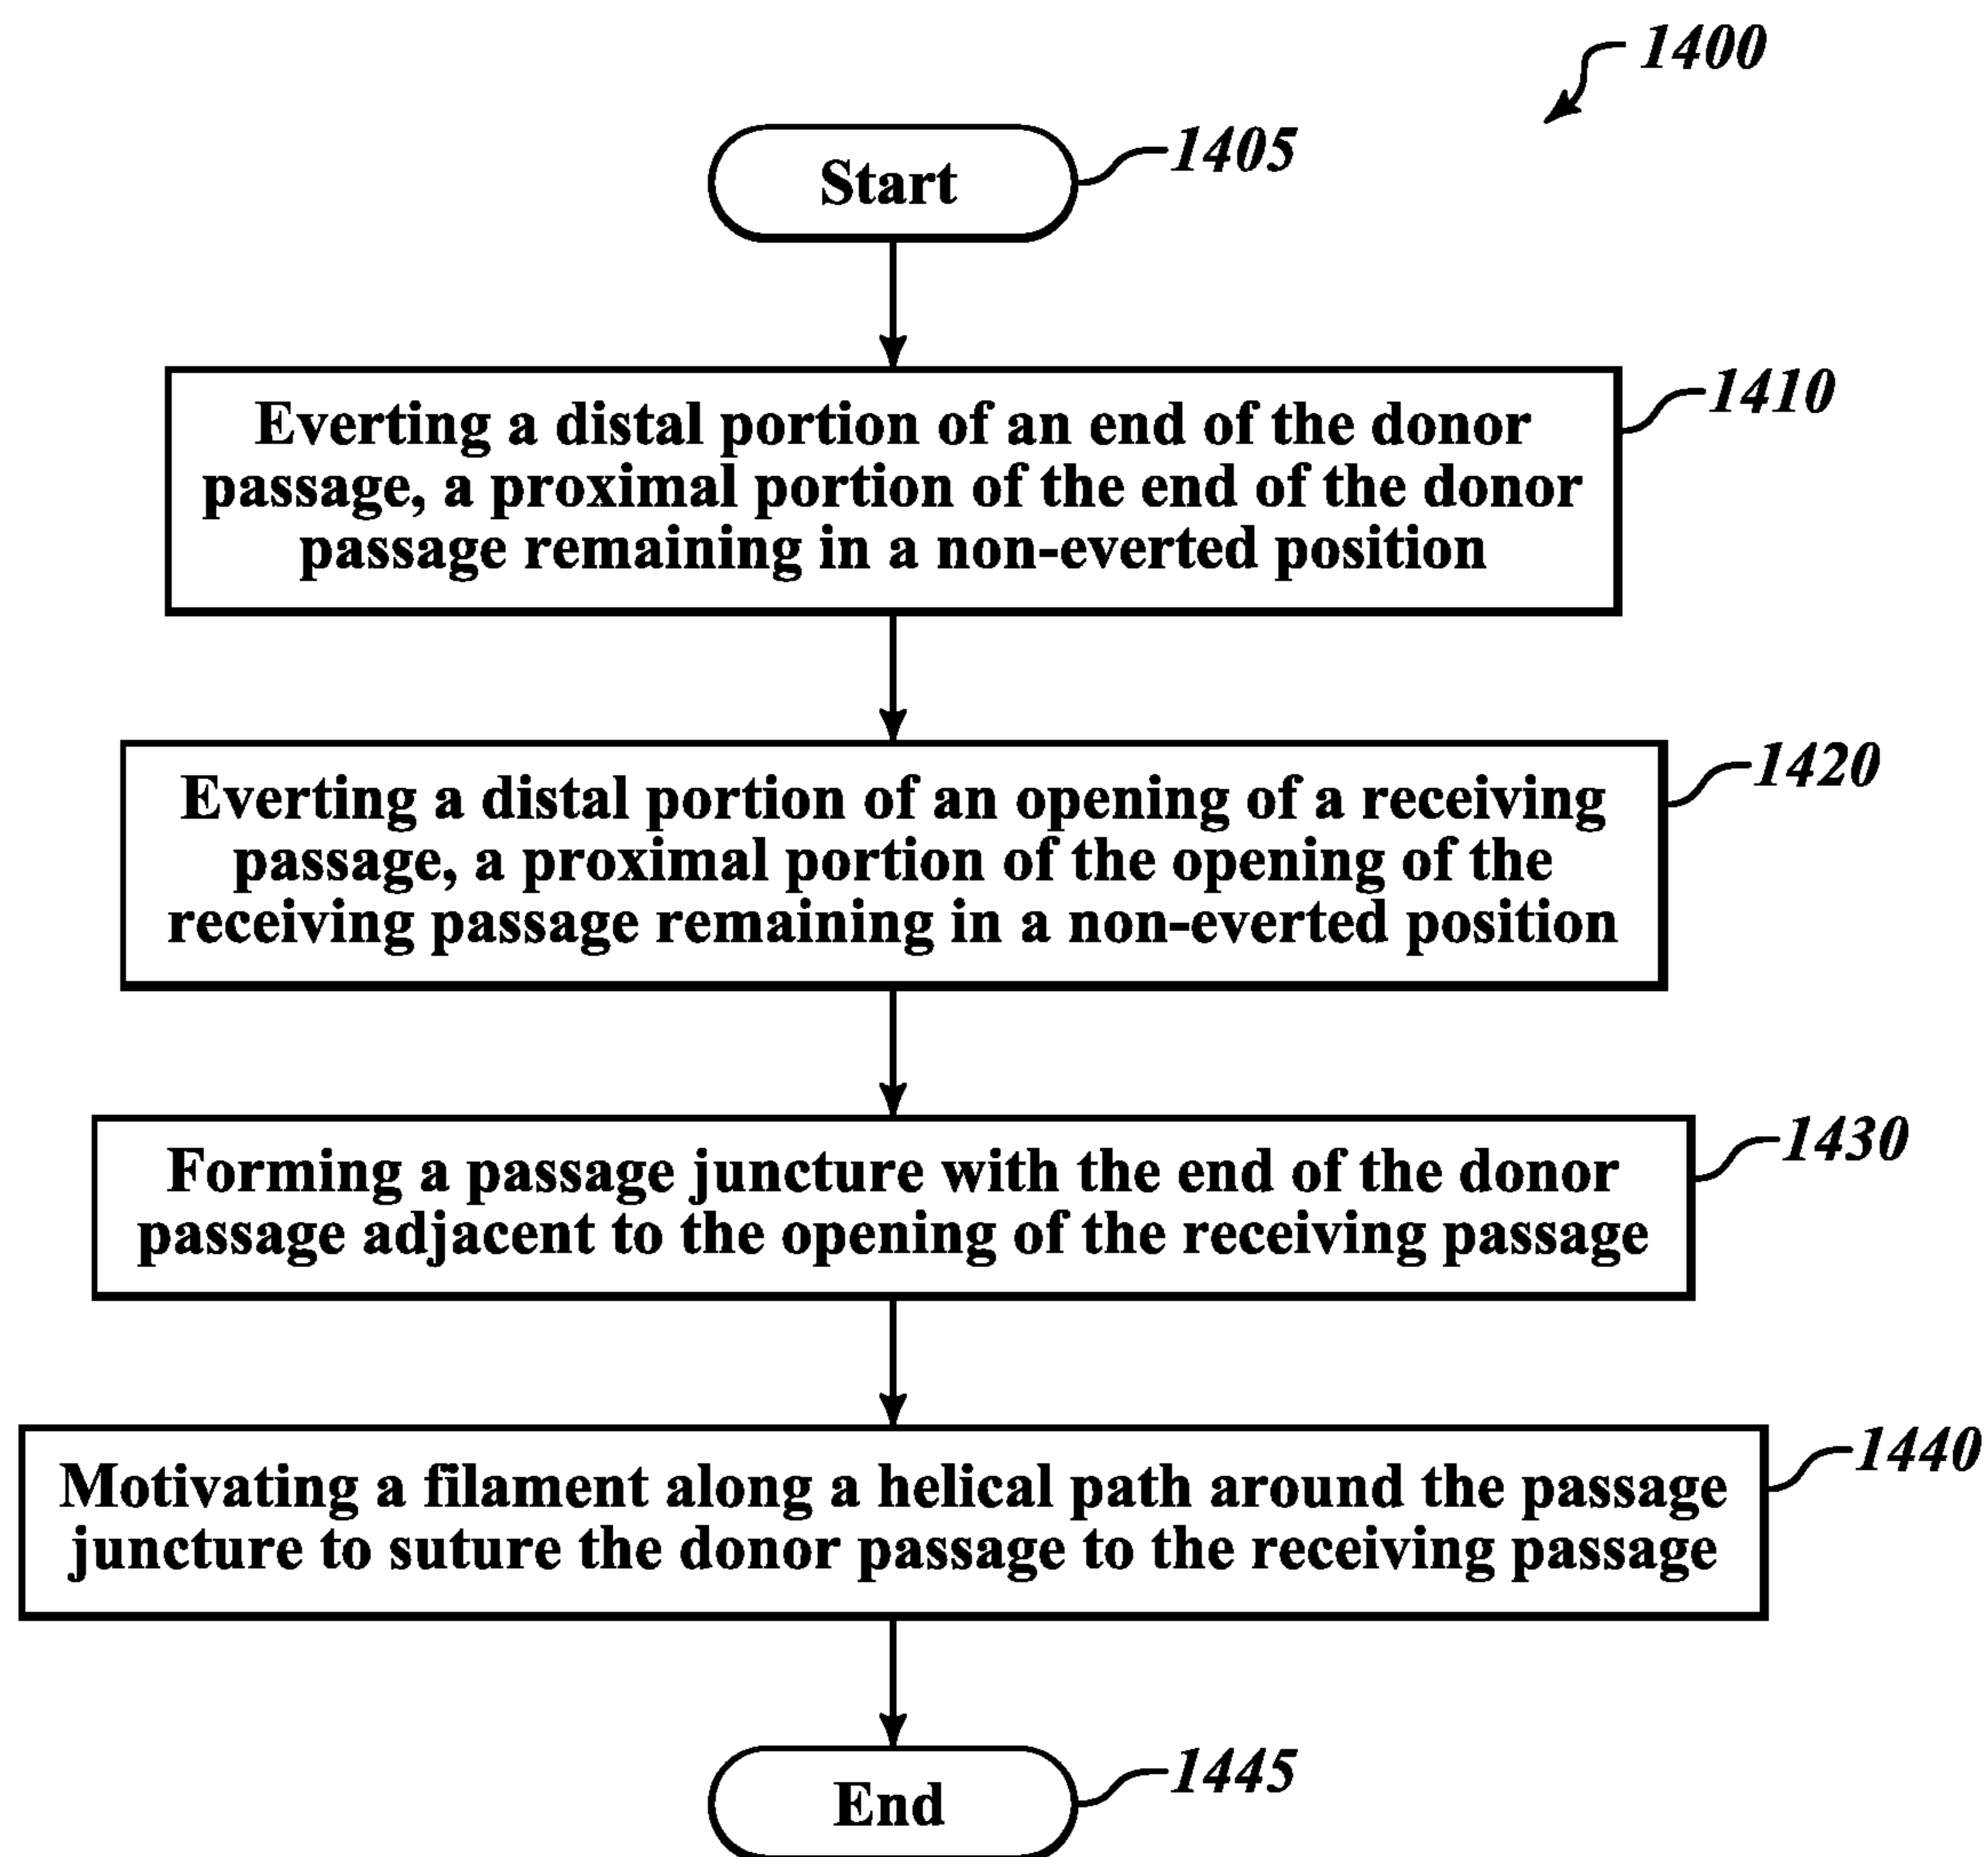 1400
Start
1405
Everting a distal portion of an end of the donor
passage, a proximal portion of the end of the donor
passage remaining in a non-everted position
1410
Everting a distal portion of an opening of a receiving
passage, a proximal portion of the opening of the
receiving passage remaining in a non-everted position
1420
Forming a passage juncture with the end of the donor
passage adjacent to the opening of the receiving passage
1430
Motivating a filament along a helical path around the passage
juncture to suture the donor passage to the receiving passage
1440
End
1445